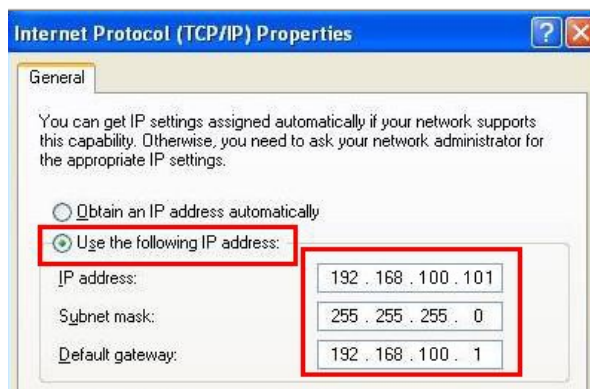 Internet Protocol (TCP/IP) Properties
General
You can get IP settings assigned automatically if your network supports
this capability. Otherwise, you need to ask your network administrator for
the appropriate IP settings.
Obtain an IP address automatically
Use the following IP address:
IP address: 192 . 168 . 100 . 101
Subnet mask: 255 . 255 . 255 . 0
Default gateway: 192 . 168 . 100 . 1